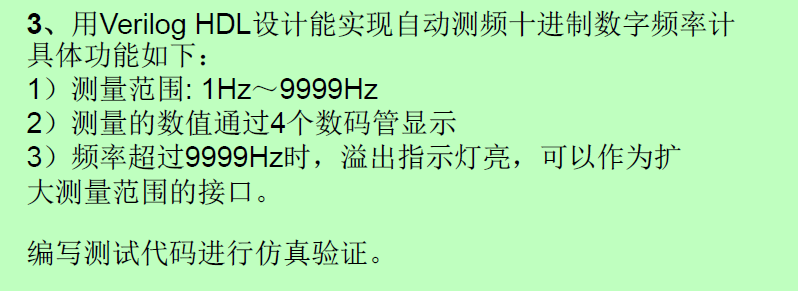 3、用Verilog HDL设计能实现自动测频十进制数字频率计
具体功能如下：
1）测量范围: 1Hz～9999Hz
2）测量的数值通过4个数码管显示
3）频率超过9999Hz时，溢出指示灯亮，可以作为扩
大测量范围的接口。
编写测试代码进行仿真验证。